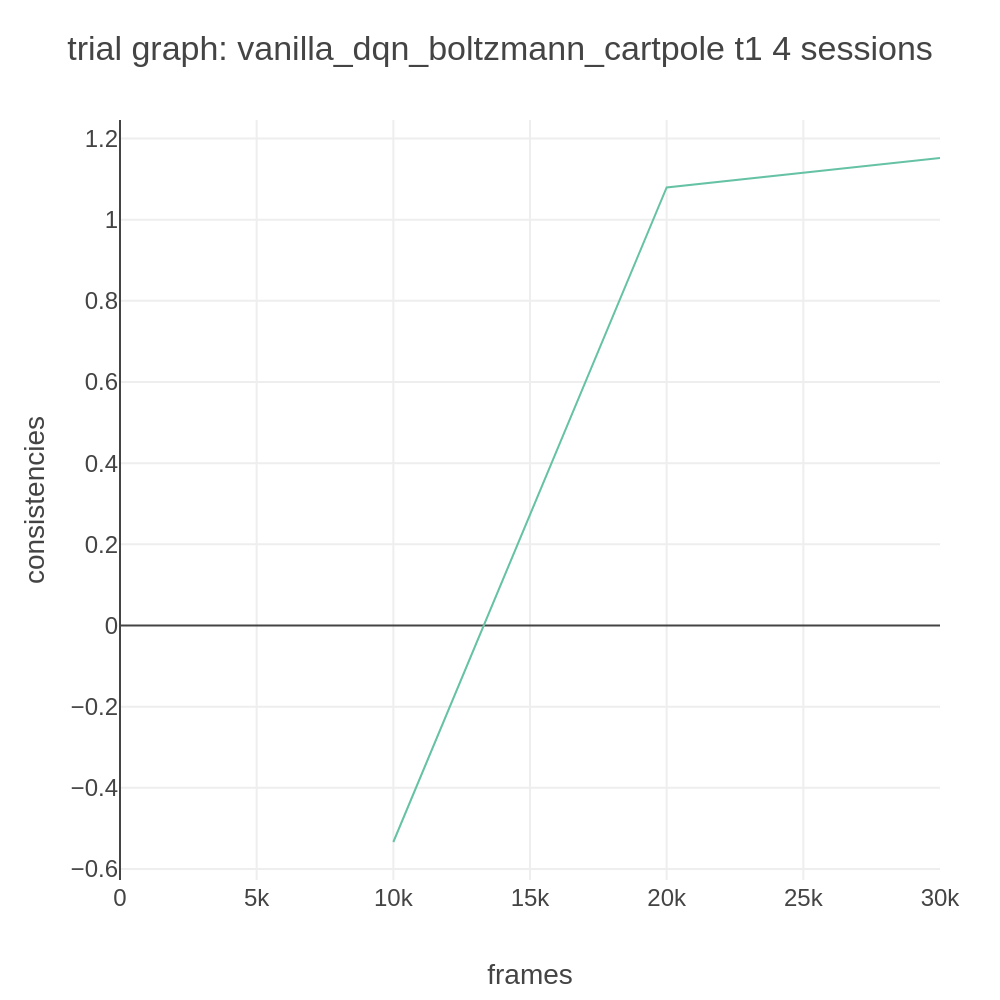 trial graph: vanilla_dqn_boltzmann_cartpole t1 4 sessions
1.2
1
0.8
0.6
0.4
0.2
0
−0.2
−0.4
−0.6
consistencies
0 5k 10k 15k 20k 25k 30k
frames